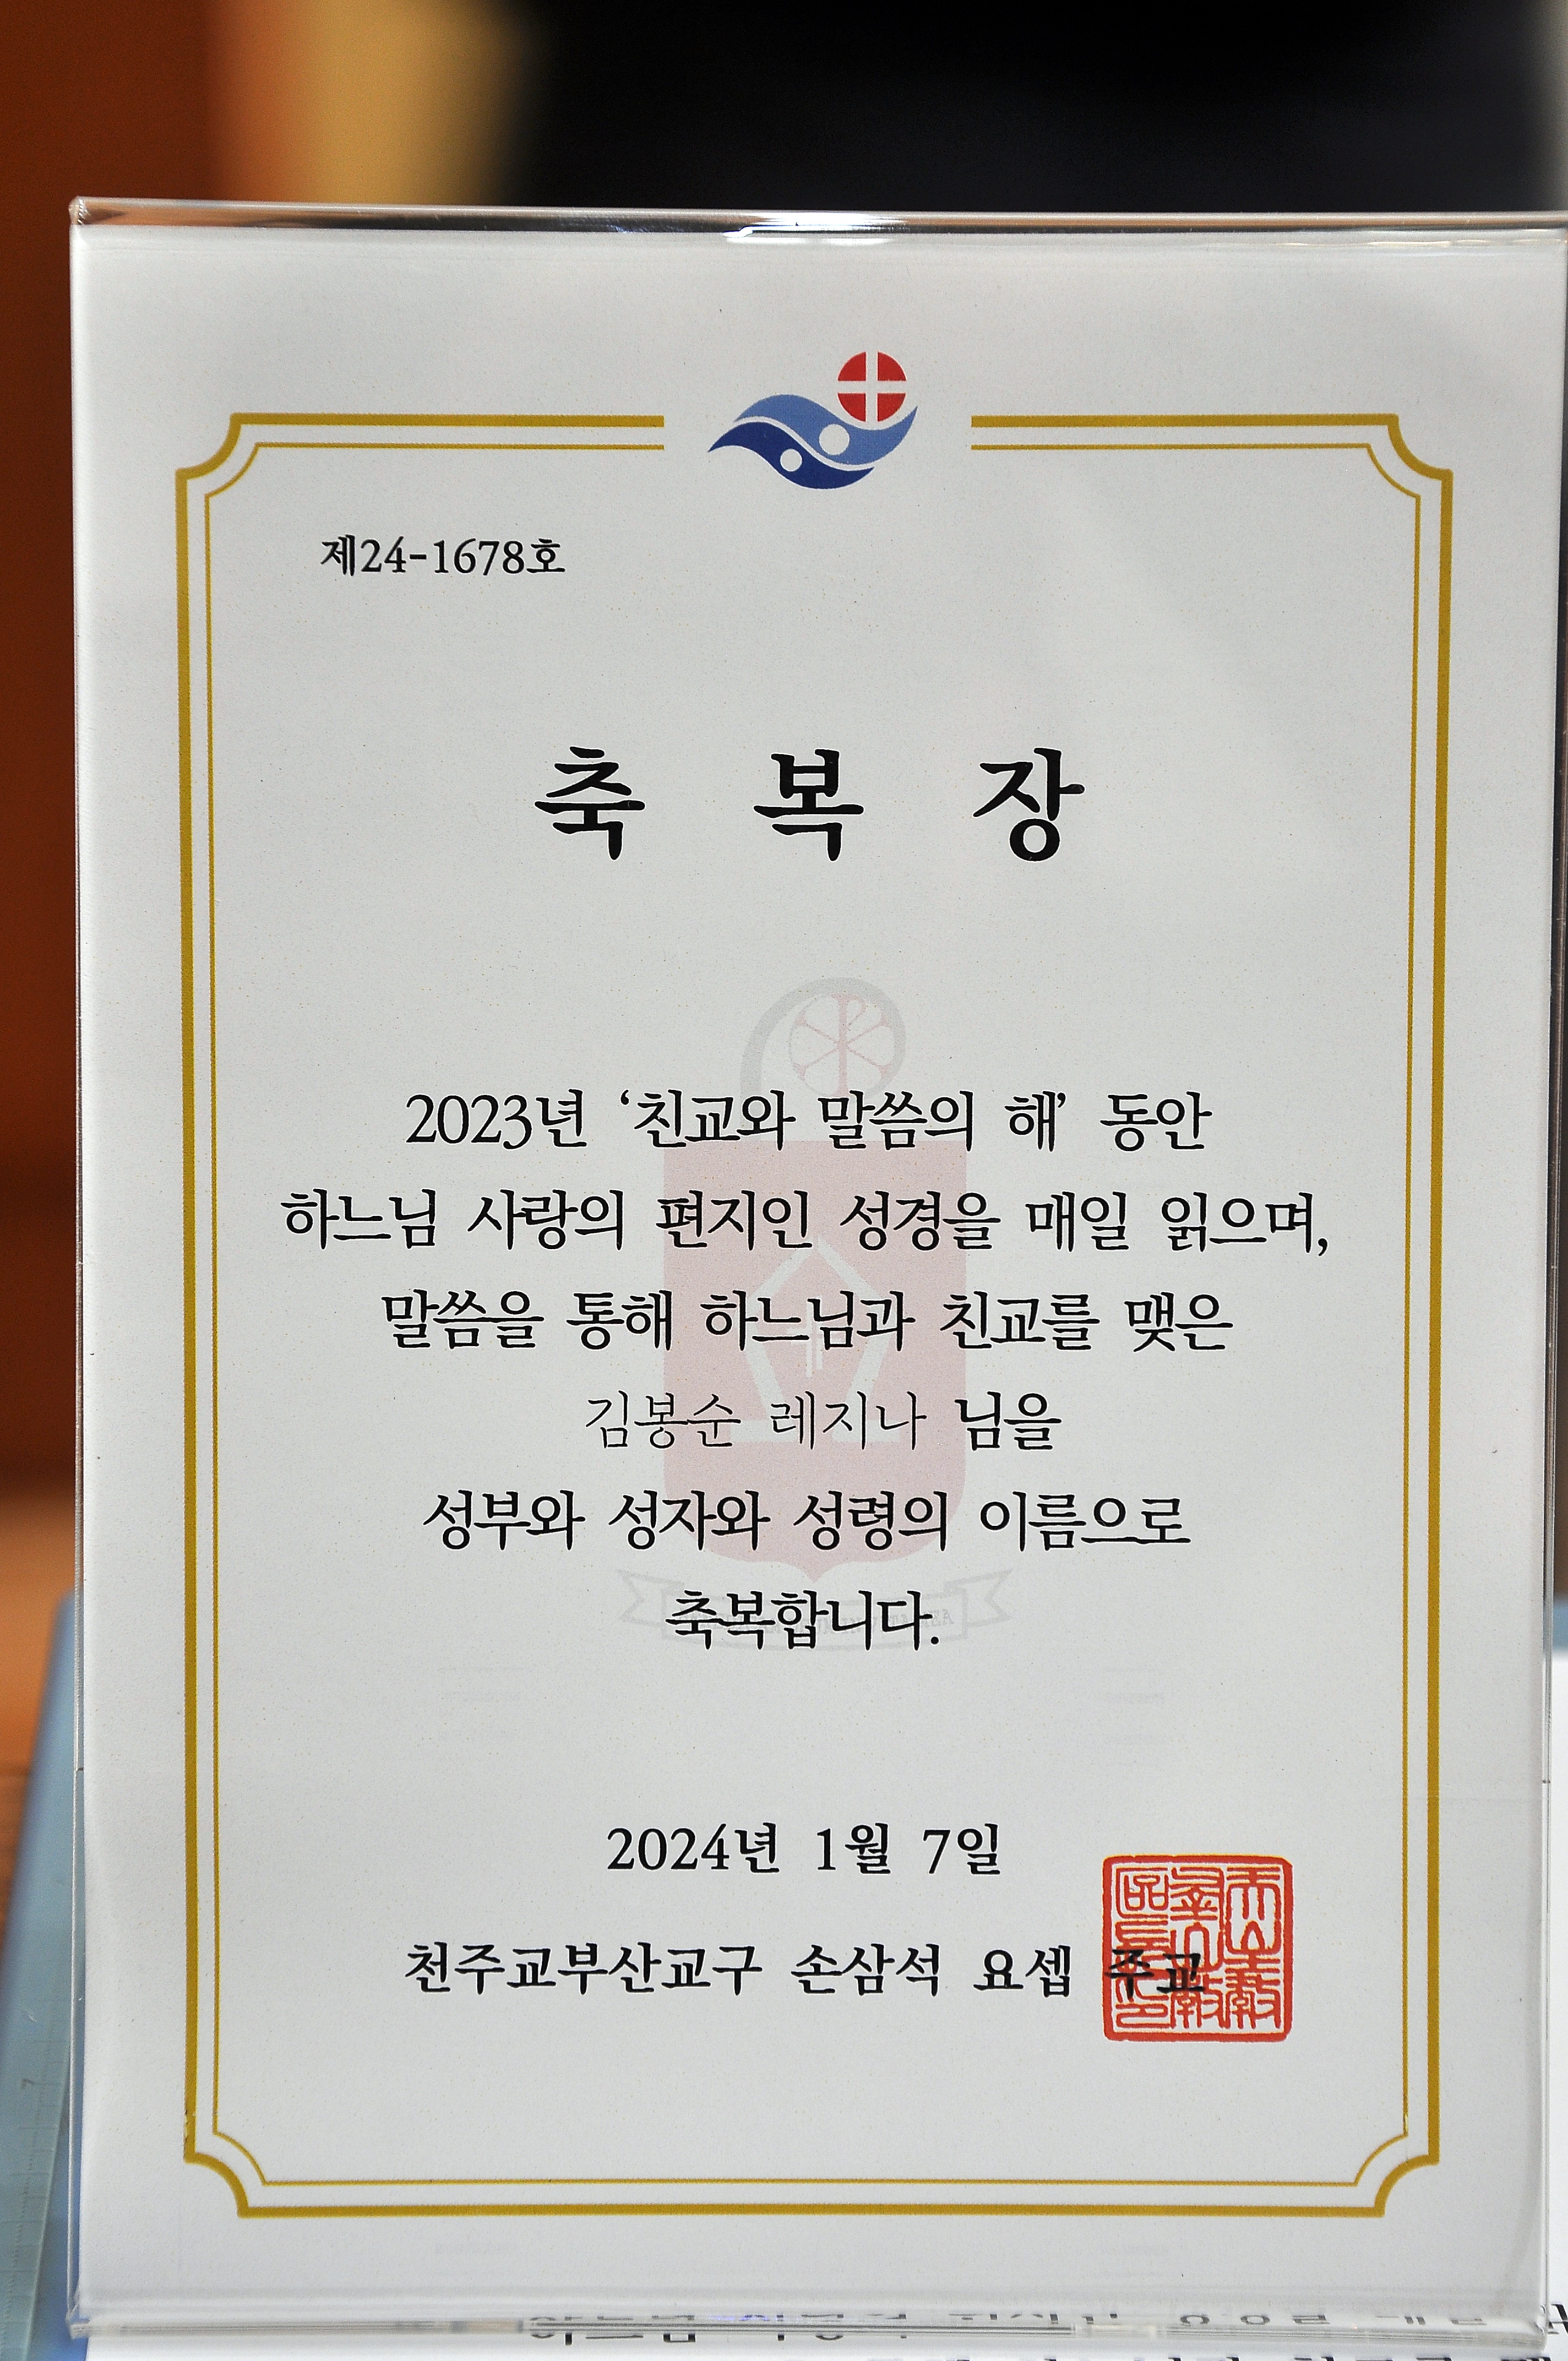 제24-1678호
축 복 장
2023년 ‘친교와 말씀의 해’ 동안
하느님 사랑의 편지인 성경을 매일 읽으며,
말씀을 통해 하느님과 친교를 맺은
김봉순 레지나 님을
성부와 성자와 성령의 이름으로
축복합니다.
2024년 1월 7일
천주교부산교구 손삼석 요셉 주교